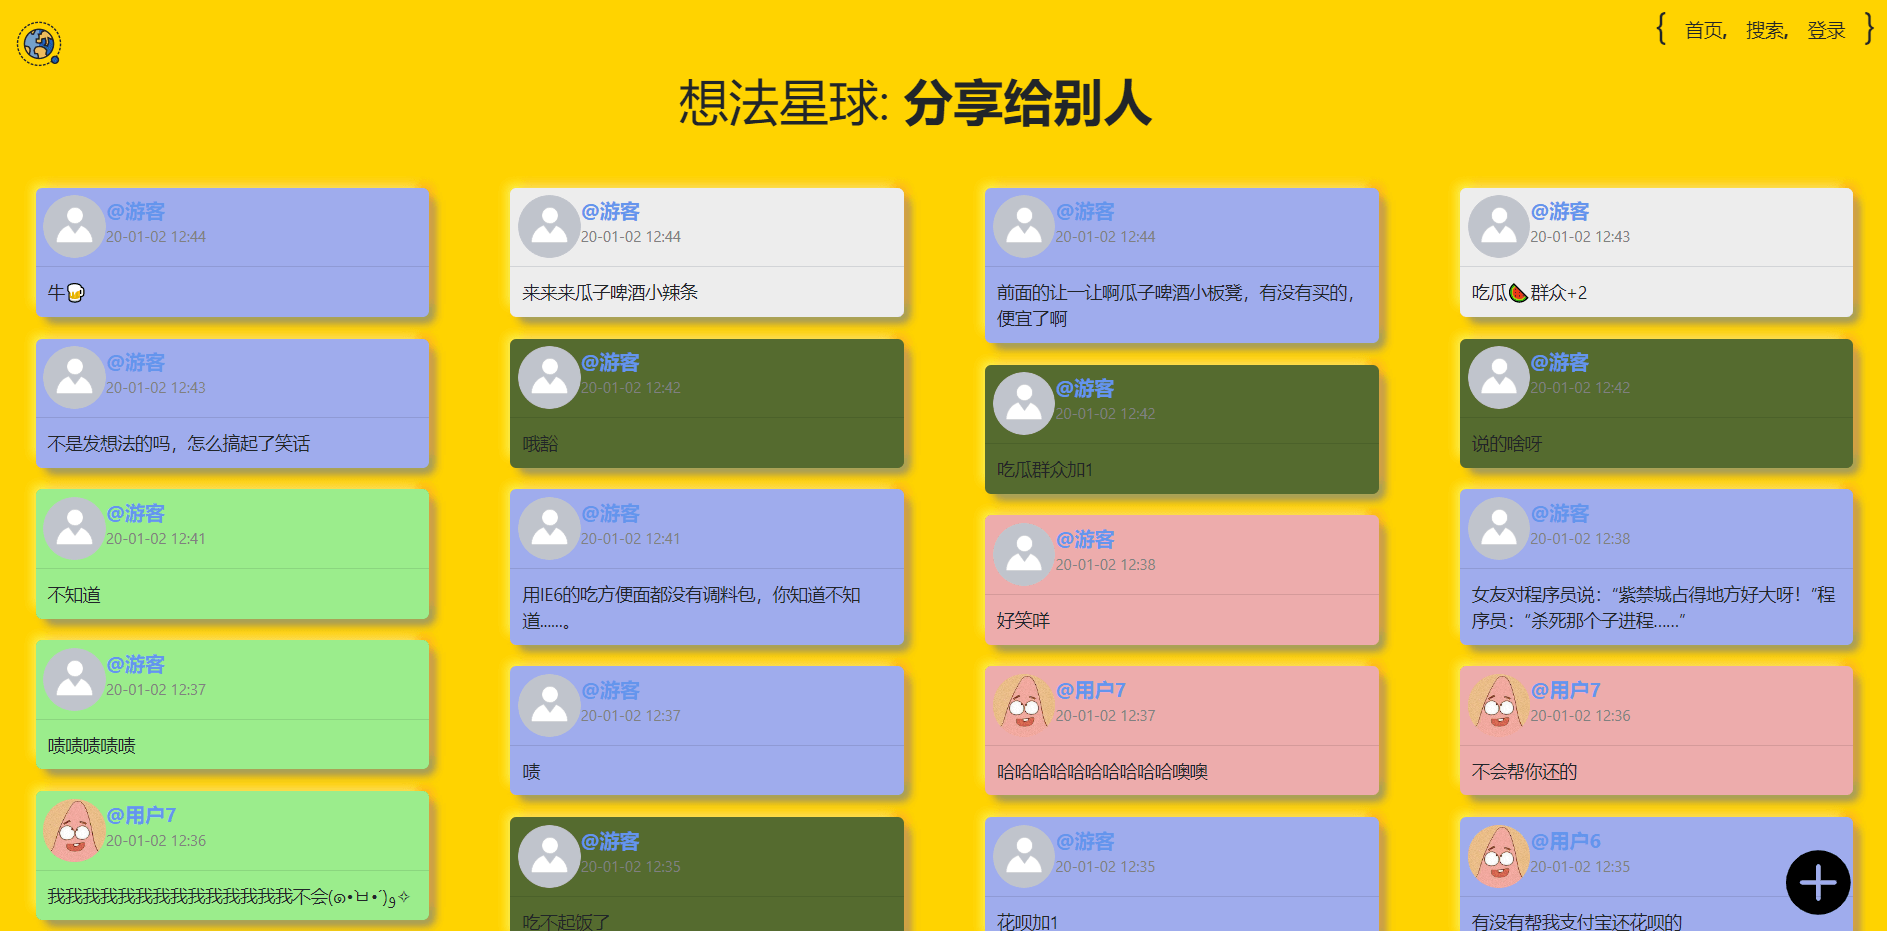 { 首页, 搜索, 登录 }
想法星球: 分享给别人
@游客
20-01-02 12:44
牛🍺
@游客
20-01-02 12:43
不是发想法的吗，怎么搞起了笑话
@游客
20-01-02 12:41
不知道
@游客
20-01-02 12:37
啧啧啧啧啧
@用户7
20-01-02 12:36
我我我我我我我我我我我我我我不会(๑•̀ㅂ•́)و✧
@游客
20-01-02 12:44
来来来瓜子啤酒小辣条
@游客
20-01-02 12:42
哦豁
@游客
20-01-02 12:41
用IE6的吃方便面都没有调料包，你知道不知
道......。
@游客
20-01-02 12:37
啧
@游客
20-01-02 12:35
吃不起饭了
@游客
20-01-02 12:44
前面的让一让啊瓜子啤酒小板凳，有没有买的，
便宜了啊
@游客
20-01-02 12:42
吃瓜群众加1
@游客
20-01-02 12:38
好笑咩
@用户7
20-01-02 12:37
哈哈哈哈哈哈哈哈哈哈噢噢
@游客
20-01-02 12:35
花呗加1
@游客
20-01-02 12:43
吃瓜🍉群众+2
@游客
20-01-02 12:42
说的啥呀
@游客
20-01-02 12:38
女友对程序员说：“紫禁城占得地方好大呀！”程
序员：“杀死那个子进程……”
@用户7
20-01-02 12:36
不会帮你还的
@用户6
20-01-02 12:35
有没有帮我支付宝还花呗的